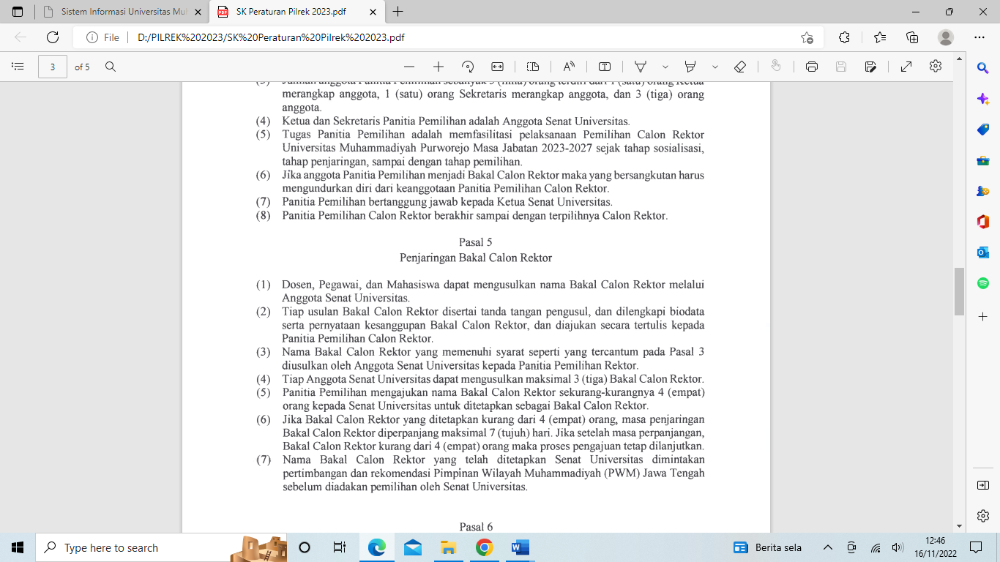 Sistem Informasi Universitas Mu
SK Peraturan Pilrek 2023.pdf
File
D:/PILREK%202023/SK%20Peraturan%20Pilrek%202023.pdf
3 of 5
(3) Jumlah anggota Panitia Pemilihan sebanyak 5 (lima) orang terdiri dari 1 (satu) orang Ketua
merangkap anggota, 1 (satu) orang Sekretaris merangkap anggota, dan 3 (tiga) orang
anggota.
(4) Ketua dan Sekretaris Panitia Pemilihan adalah Anggota Senat Universitas.
(5) Tugas Panitia Pemilihan adalah memfasilitasi pelaksanaan Pemilihan Calon Rektor
Universitas Muhammadiyah Purworejo Masa Jabatan 2023-2027 sejak tahap sosialisasi,
tahap penjaringan, sampai dengan tahap pemilihan.
(6) Jika anggota Panitia Pemilihan menjadi Bakal Calon Rektor maka yang bersangkutan harus
mengundurkan diri dari keanggotaan Panitia Pemilihan Calon Rektor.
(7) Panitia Pemilihan bertanggung jawab kepada Ketua Senat Universitas.
(8) Panitia Pemilihan Calon Rektor berakhir sampai dengan terpilihnya Calon Rektor.
Pasal 5
Penjaringan Bakal Calon Rektor
(1) Dosen, Pegawai, dan Mahasiswa dapat mengusulkan nama Bakal Calon Rektor melalui
Anggota Senat Universitas.
(2) Tiap usulan Bakal Calon Rektor disertai tanda tangan pengusul, dan dilengkapi biodata
serta pernyataan kesanggupan Bakal Calon Rektor, dan diajukan secara tertulis kepada
Panitia Pemilihan Calon Rektor.
(3) Nama Bakal Calon Rektor yang memenuhi syarat seperti yang tercantum pada Pasal 3
diusulkan oleh Anggota Senat Universitas kepada Panitia Pemilihan Rektor.
(4) Tiap Anggota Senat Universitas dapat mengusulkan maksimal 3 (tiga) Bakal Calon Rektor.
(5) Panitia Pemilihan mengajukan nama Bakal Calon Rektor sekurang-kurangnya 4 (empat)
orang kepada Senat Universitas untuk ditetapkan sebagai Bakal Calon Rektor.
(6) Jika Bakal Calon Rektor yang ditetapkan kurang dari 4 (empat) orang, masa penjaringan
Bakal Calon Rektor diperpanjang maksimal 7 (tujuh) hari. Jika setelah masa perpanjangan,
Bakal Calon Rektor kurang dari 4 (empat) orang maka proses pengajuan tetap dilanjutkan.
(7) Nama Bakal Calon Rektor yang telah ditetapkan Senat Universitas dimintakan
pertimbangan dan rekomendasi Pimpinan Wilayah Muhammadiyah (PWM) Jawa Tengah
sebelum diadakan pemilihan oleh Senat Universitas.
Pasal 6
Type here to search
Berita sela
12:46
16/11/2022